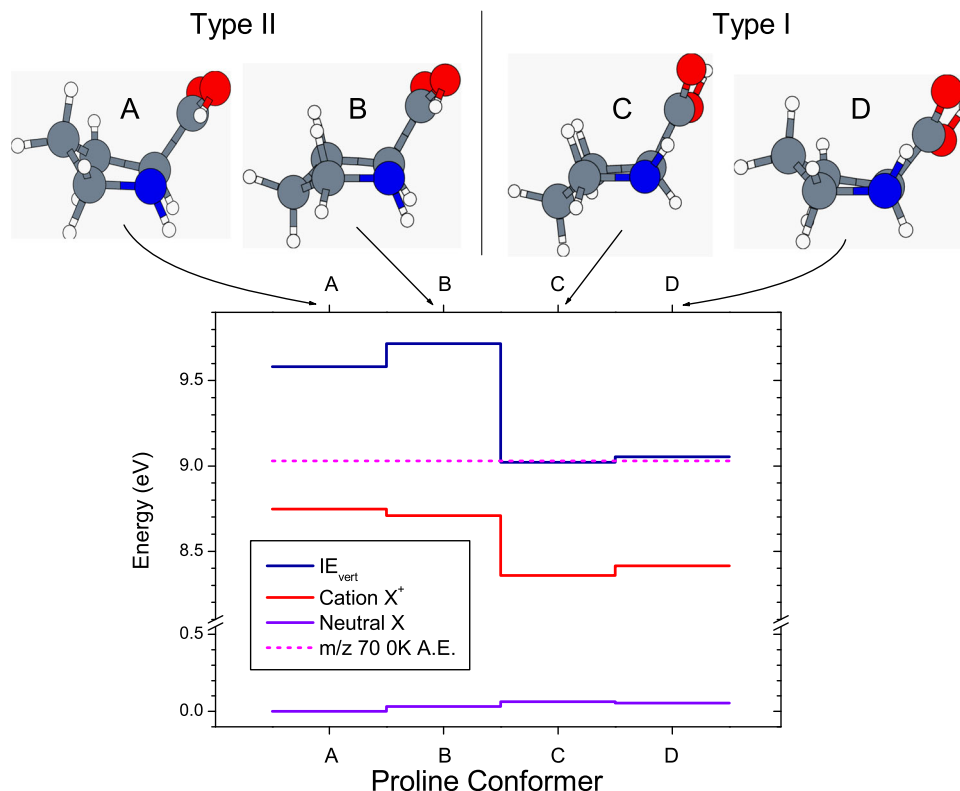 Type II Type I
A B C D
A B C D
9.5
9.0
8.5
0.5
0.0
Energy (eV)
IEvert
Cation X+
Neutral X
m/z 70 0K A.E.
A B C D
Proline Conformer